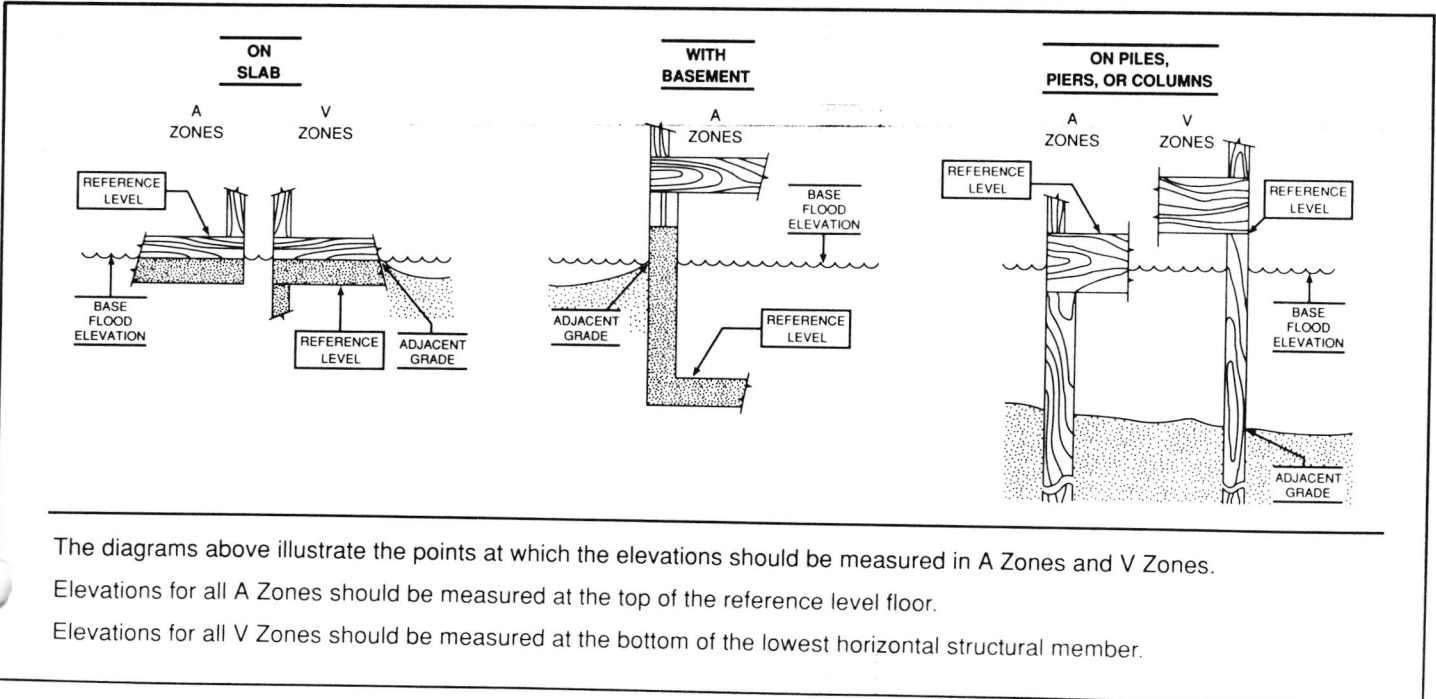 ON
SLAB
A
ZONES
V
ZONES
REFERENCE
LEVEL
BASE
FLOOD
ELEVATION
REFERENCE
LEVEL
ADJACENT
GRADE
WITH
BASEMENT
A
ZONES
BASE
FLOOD
ELEVATION
ADJACENT
GRADE
REFERENCE
LEVEL
ON PILES,
PIERS, OR COLUMNS
A
ZONES
V
ZONES
REFERENCE
LEVEL
REFERENCE
LEVEL
BASE
FLOOD
ELEVATION
ADJACENT
GRADE
The diagrams above illustrate the points at which the elevations should be measured in A Zones and V Zones.
Elevations for all A Zones should be measured at the top of the reference level floor.
Elevations for all V Zones should be measured at the bottom of the lowest horizontal structural member.